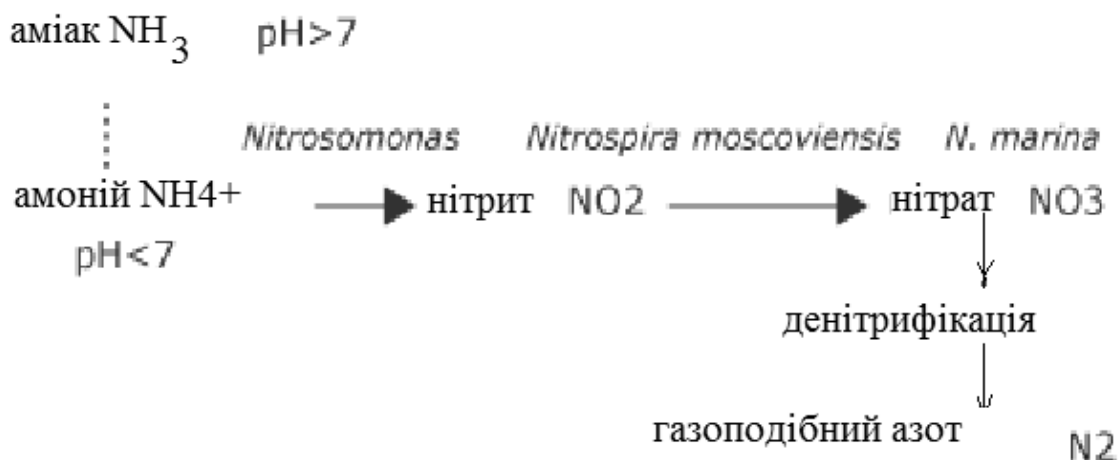 аміак NH3 pH>7
Nitrosomonas Nitrospira moscoviensis N. marina
амоній NH4+ нітрит NO2 нітрат NO3
pH<7
денітрифікація
газоподібний азот N2